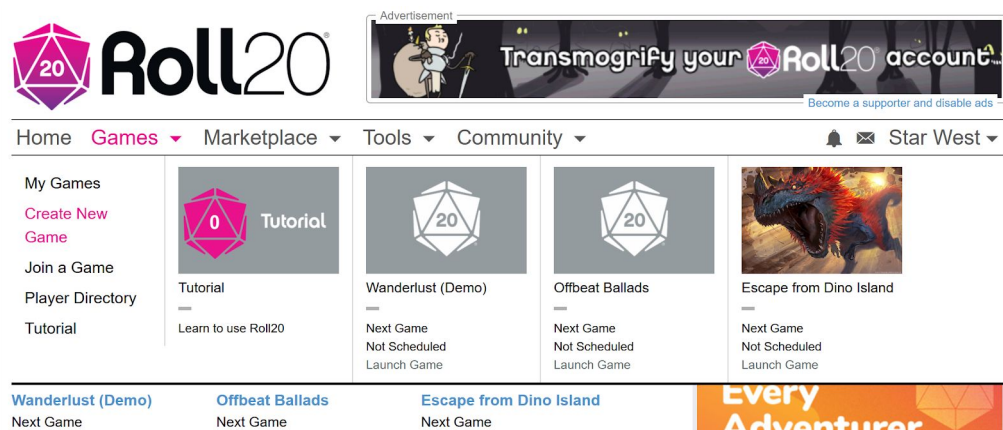 Advertisement
20 Roll20®
Transmogrify your 20 Roll20® account
Become a supporter and disable ads
Home Games Marketplace Tools Community Star West
My Games
Create New
Game
Join a Game
Player Directory
Tutorial
0 Tutorial
Tutorial
Learn to use Roll20
20
Wanderlust (Demo)
Next Game
Not Scheduled
Launch Game
20
Offbeat Ballads
Next Game
Not Scheduled
Launch Game
Escape from Dino Island
Next Game
Not Scheduled
Launch Game
Wanderlust (Demo) Offbeat Ballads Escape from Dino Island
Next Game Next Game Next Game
Every
Adventurer